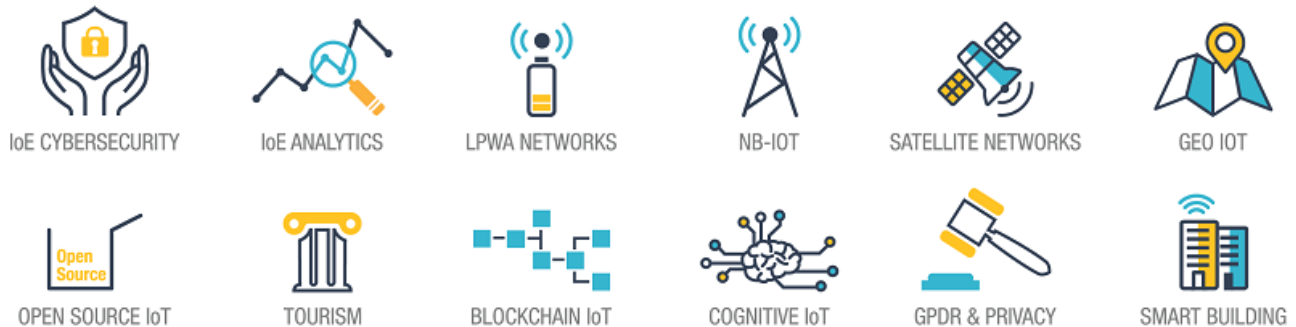 IoE CYBERSECURITY
IoE ANALYTICS
LPWA NETWORKS
NB-IOT
SATELLITE NETWORKS
GEO IOT
Open
Source
OPEN SOURCE IoT
TOURISM
BLOCKCHAIN IoT
COGNITIVE IoT
GPDR & PRIVACY
SMART BUILDING